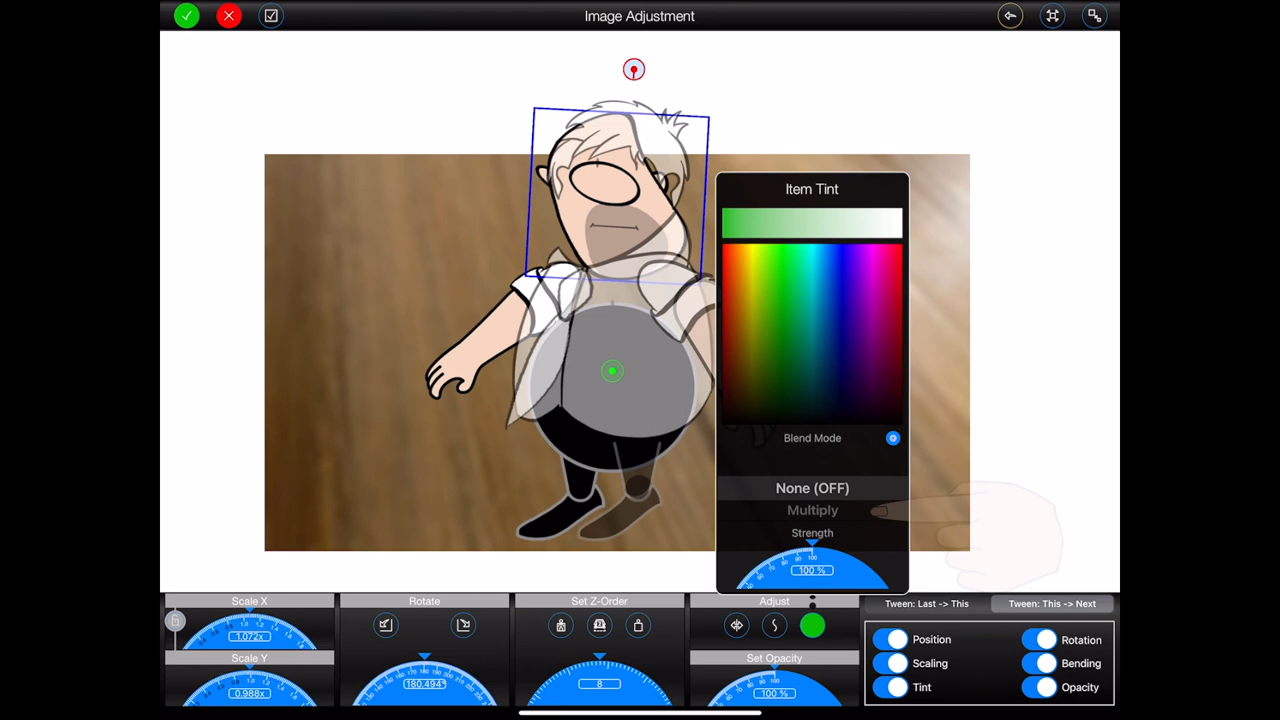 Image Adjustment
Item Tint
Blend Mode
None (OFF)
Multiply
Strength
100 %
Scale X
1.072x
Scale Y
0.988x
Rotate
180.494°
Set Z-Order
8
Adjust
Set Opacity
100 %
Tween: Last -> This
Tween: This -> Next
Position
Rotation
Scaling
Bending
Tint
Opacity